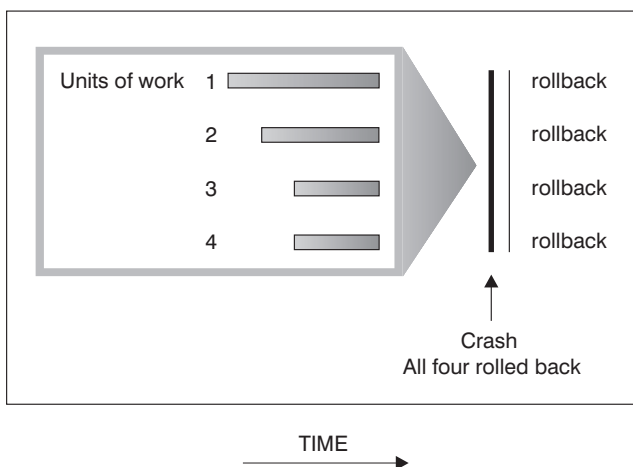 Units of work 1 rollback
2 rollback
3 rollback
4 rollback
Crash
All four rolled back
TIME